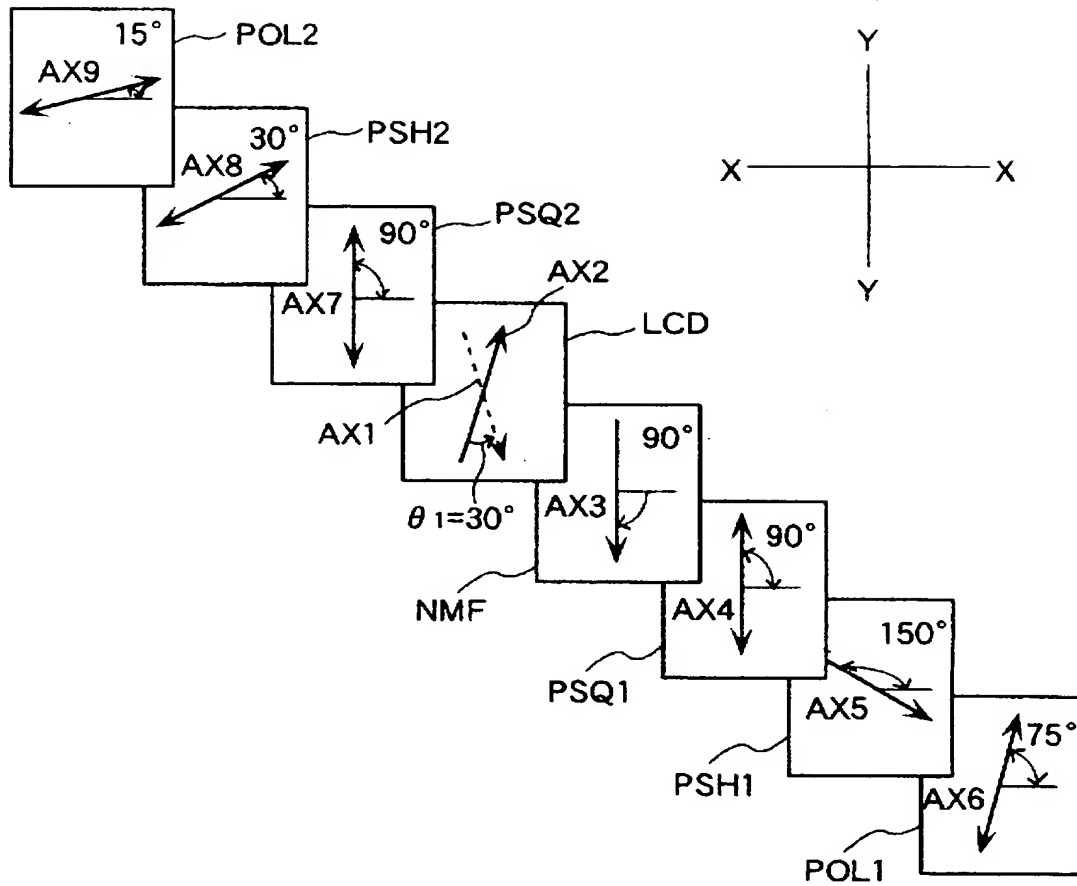 15°
POL2
AX9
Y
30°
PSH2
AX8
X
X
90°
PSQ2
AX2
Y
AX7
LCD
AX1
90°
θ1=30°
AX3
90°
NMF
AX4
150°
PSQ1
AX5
75°
PSH1
AX6
POL1